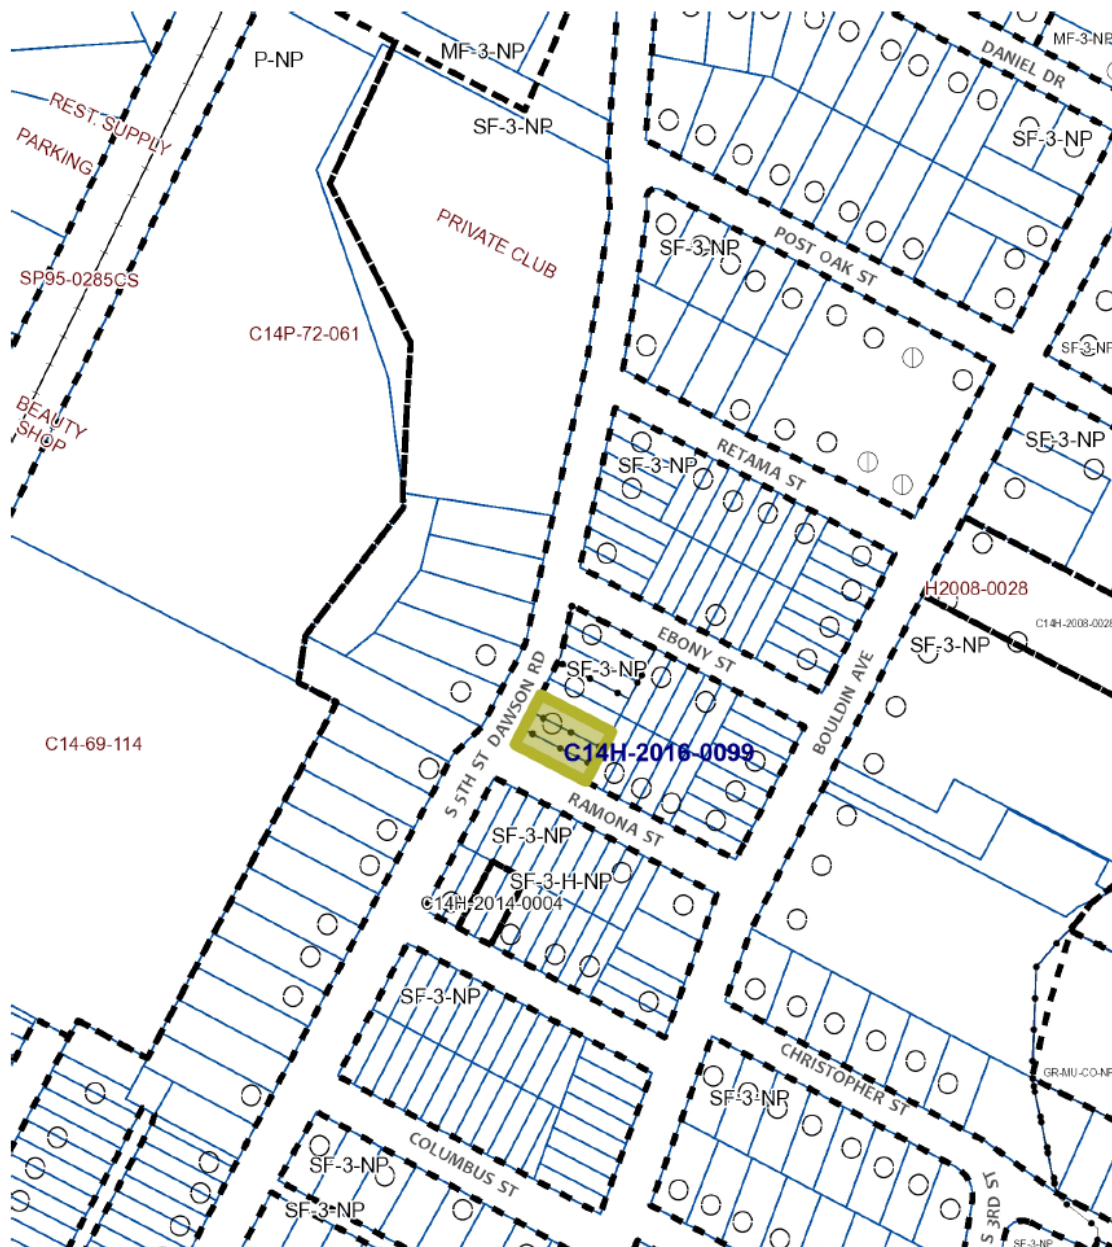 DANIEL DR
MF-3-NP
MF-3-NP
P-NP
REST. SUPPLY
PARKING
SF-3-NP
SF-3-NP
PRIVATE CLUB
SF-3-NP
POST OAK ST
SP95-0285CS
C14P-72-061
SF-3-NP
BEAUTY
SHOP
SF-3-NP
RETAMA ST
SF-3-NP
H2008-0028
C14H-2008-0028
EBONY ST
SF-3-NP
SF-3-NP
BOULDIN AVE
DAWSON RD
C14-69-114
C14H-2016-0099
S 5TH ST
RAMONA ST
SF-3-NP
SF-3-H-NP
C14H-2014-0004
SF-3-NP
CHRISTOPHER ST
GR-MU-CO-NP
SF-3-NP
COLUMBUS ST
SF-3-NP
SF-3-NP
S 3RD ST
SF-3-NP